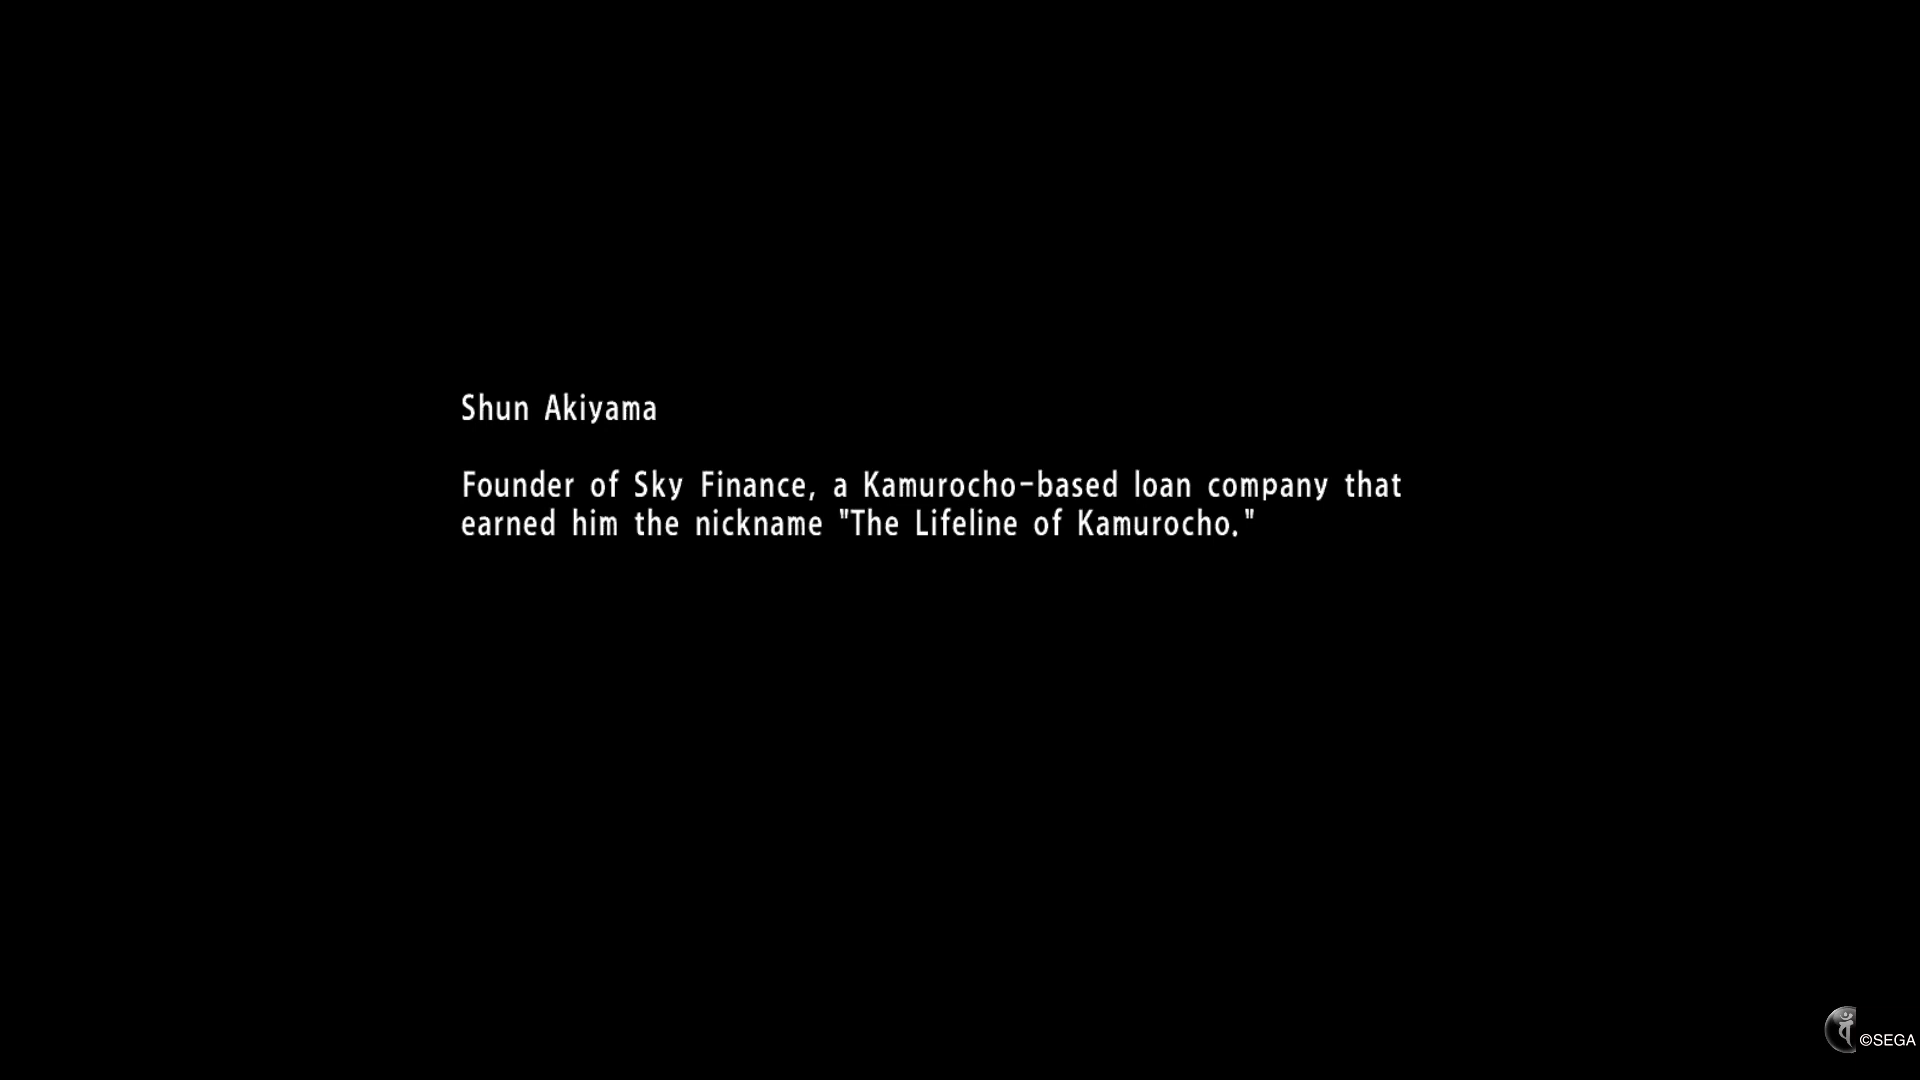 Shun Akiyama
Founder of Sky Finance, a Kamurocho-based loan company that
earned him the nickname "The Lifeline of Kamurocho."
©SEGA